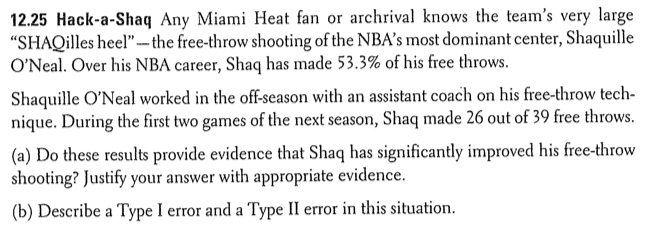 12.25 Hack-a-Shaq Any Miami Heat fan or archrival knows the team's very large
"SHAQilles heel"—the free-throw shooting of the NBA's most dominant center, Shaquille
O'Neal. Over his NBA career, Shaq has made 53.3% of his free throws.
Shaquille O'Neal worked in the off-season with an assistant coach on his free-throw tech-
nique. During the first two games of the next season, Shaq made 26 out of 39 free throws.
(a) Do these results provide evidence that Shaq has significantly improved his free-throw
shooting? Justify your answer with appropriate evidence.
(b) Describe a Type I error and a Type II error in this situation.